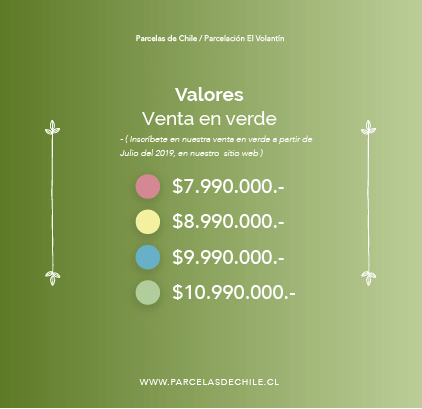 Parcelas de Chile / Parcelación El Volantín
Valores
Venta en verde
- ( Inscríbete en nuestra venta en verde a partir de
Julio del 2019, en nuestro sitio web )
$7.990.000.-
$8.990.000.-
$9.990.000.-
$10.990.000.-
WWW.PARCELASDECHILE.CL